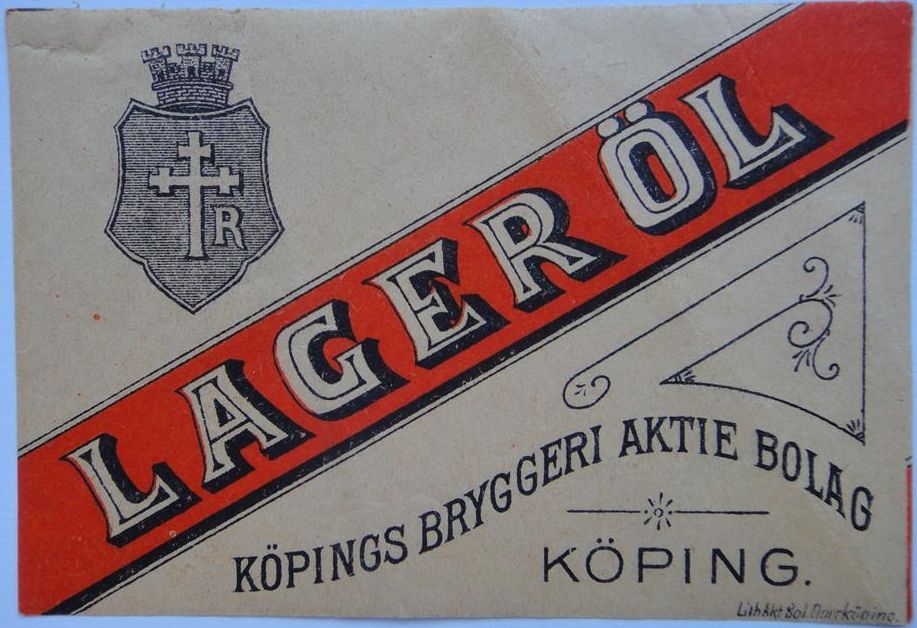 R
LAGER ÖL
KÖPINGS BRYGGERI AKTIE BOLAG
KÖPING.
Lith Akt Bol. Norrköping.